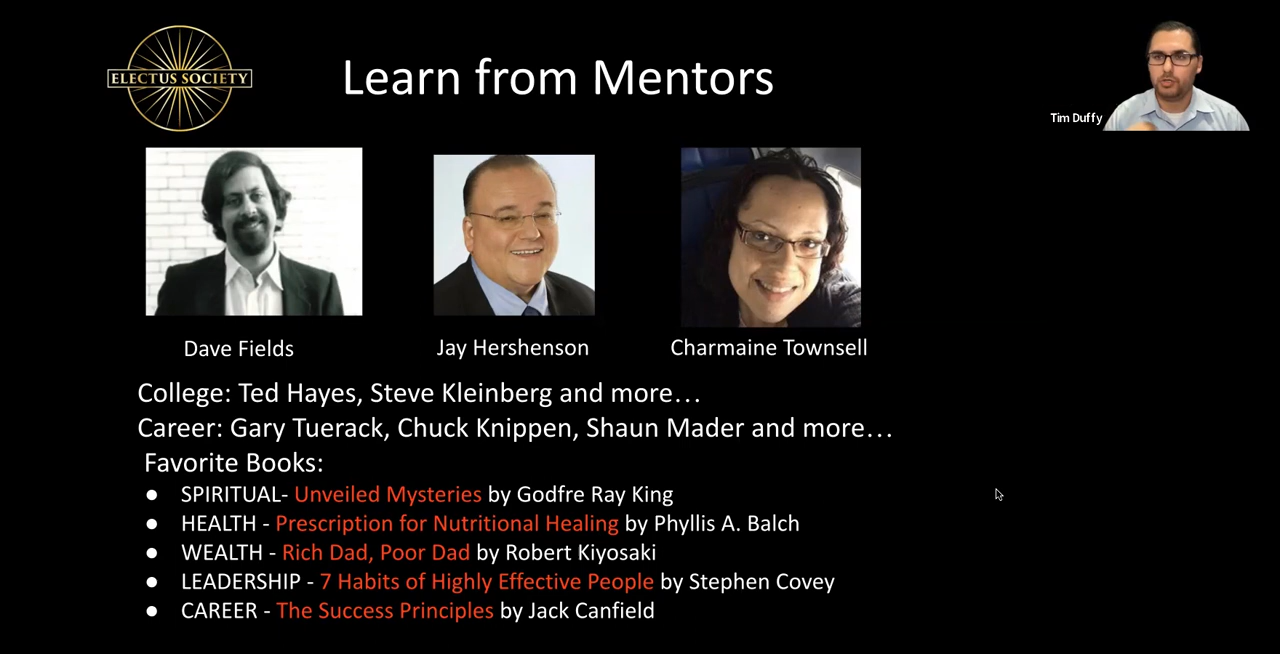 ELECTUS SOCIETY
Learn from Mentors
Tim Duffy
Dave Fields
Jay Hershenson
Charmaine Townsell
College: Ted Hayes, Steve Kleinberg and more…
Career: Gary Tuerack, Chuck Knippen, Shaun Mader and more…
Favorite Books:
● SPIRITUAL- Unveiled Mysteries by Godfre Ray King
● HEALTH - Prescription for Nutritional Healing by Phyllis A. Balch
● WEALTH - Rich Dad, Poor Dad by Robert Kiyosaki
● LEADERSHIP - 7 Habits of Highly Effective People by Stephen Covey
● CAREER - The Success Principles by Jack Canfield